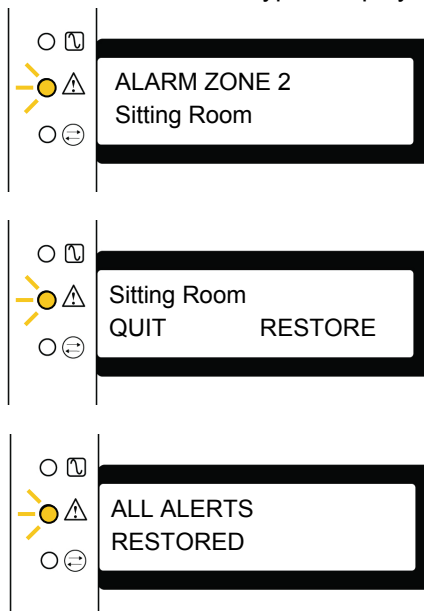 ALARM ZONE 2
Sitting Room
Sitting Room
QUIT RESTORE
ALL ALERTS
RESTORED